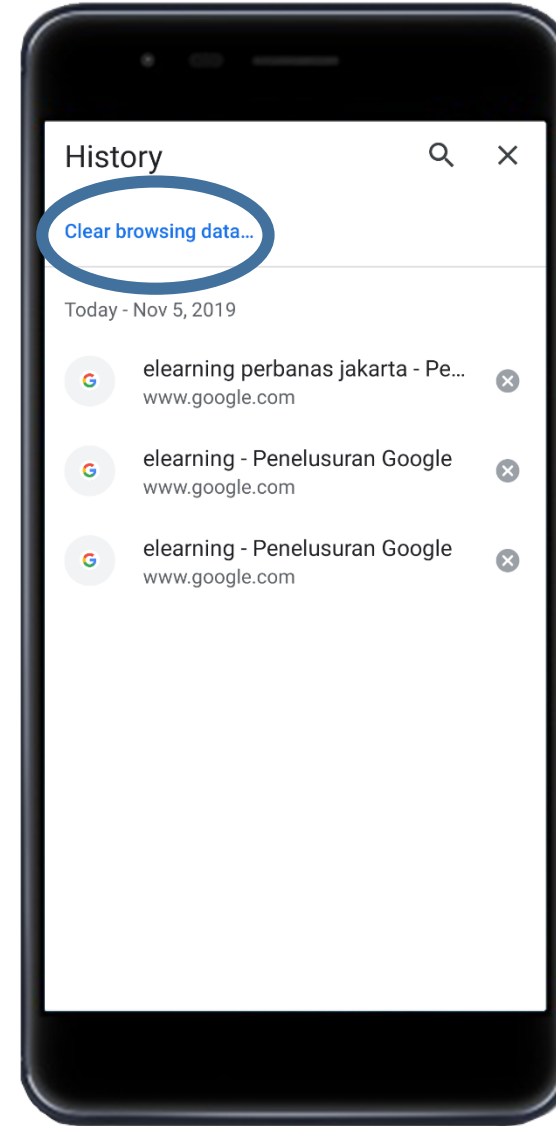 History
Clear browsing data…
Today - Nov 5, 2019
elearning perbanas jakarta - Pe…
www.google.com
elearning - Penelusuran Google
www.google.com
elearning - Penelusuran Google
www.google.com